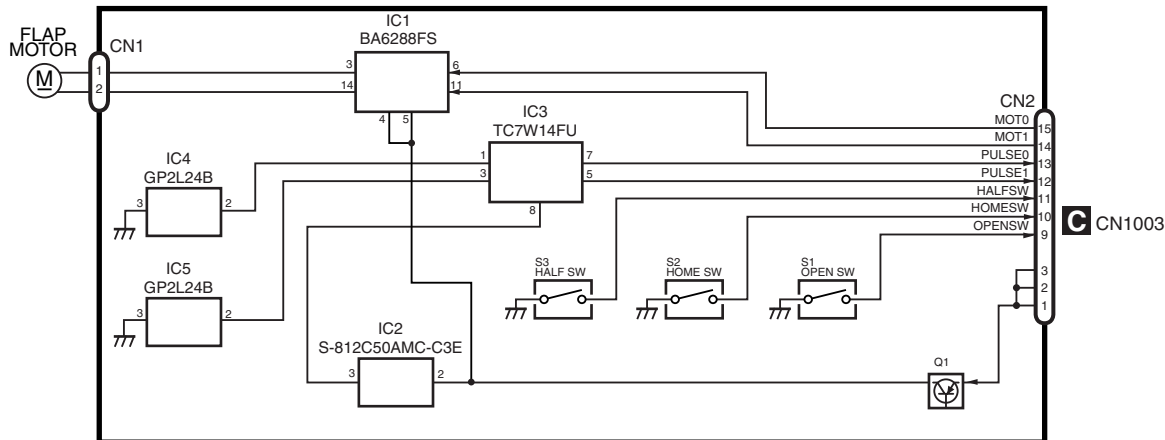 FLAP
MOTOR
M
CN1
1
2
IC1
BA6288FS
3
14
6
11
4
5
IC3
TC7W14FU
1
3
7
5
8
IC4
GP2L24B
3
2
IC5
GP2L24B
3
2
IC2
S-812C50AMC-C3E
3
2
S3
HALF SW
S2
HOME SW
S1
OPEN SW
Q1
CN2
MOT0
15
MOT1
14
PULSE0
13
PULSE1
12
HALFSW
11
HOMESW
10
OPENSW
9
3
2
1
C CN1003